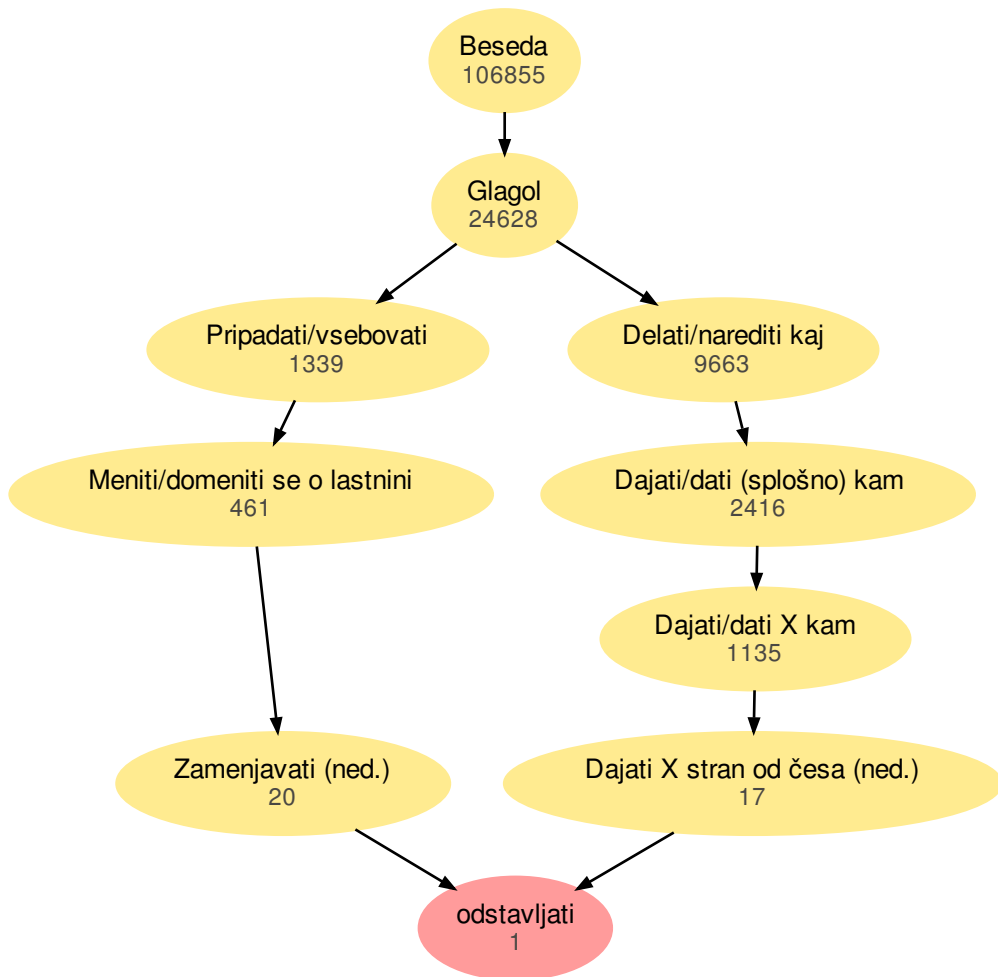 Beseda
106855
Glagol
24628
Pripadati/vsebovati
1339
Delati/narediti kaj
9663
Meniti/domeniti se o lastnini
461
Dajati/dati (splošno) kam
2416
Dajati/dati X kam
1135
Zamenjavati (ned.)
20
Dajati X stran od česa (ned.)
17
odstavljati
1